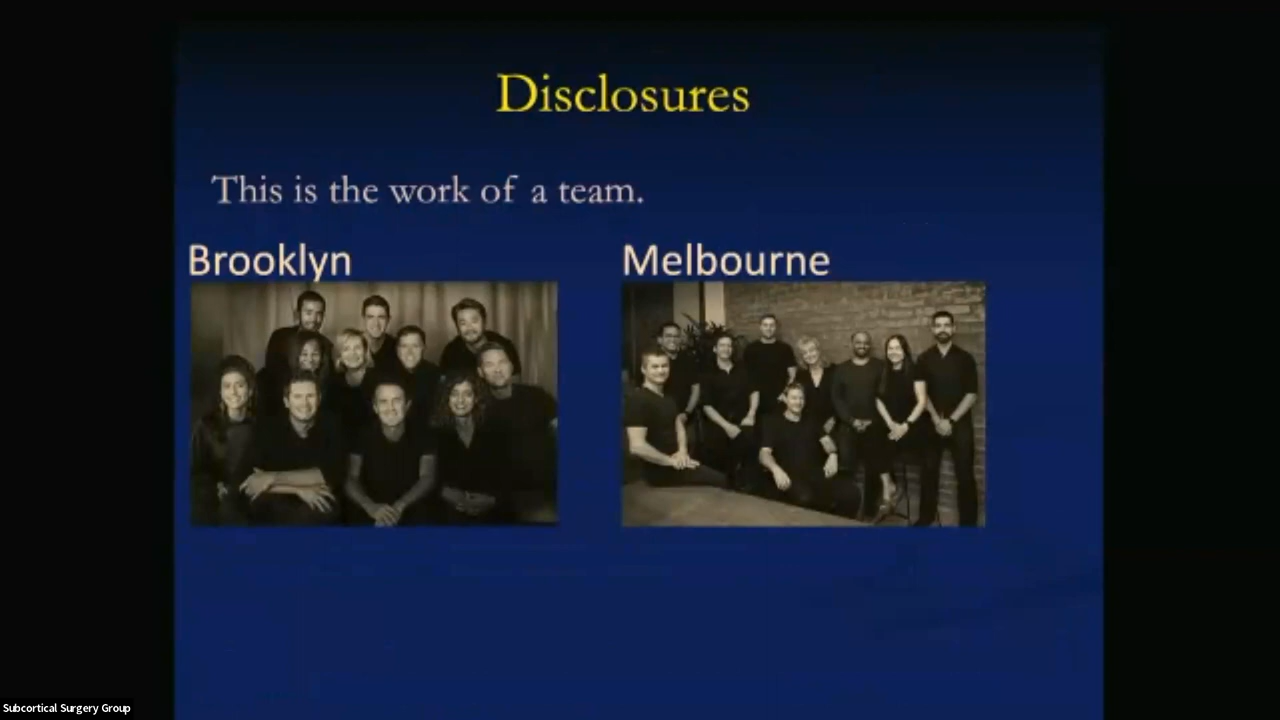 Disclosures
This is the work of a team.
Brooklyn
Melbourne
Subcortical Surgery Group